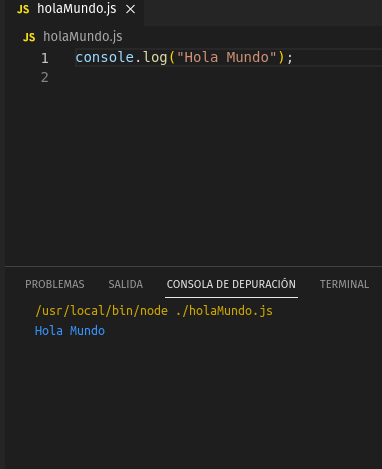 JS holaMundo.js ×
JS holaMundo.js
1 console.log("Hola Mundo");
2
PROBLEMAS SALIDA CONSOLA DE DEPURACIÓN TERMINAL
/usr/local/bin/node ./holaMundo.js
Hola Mundo